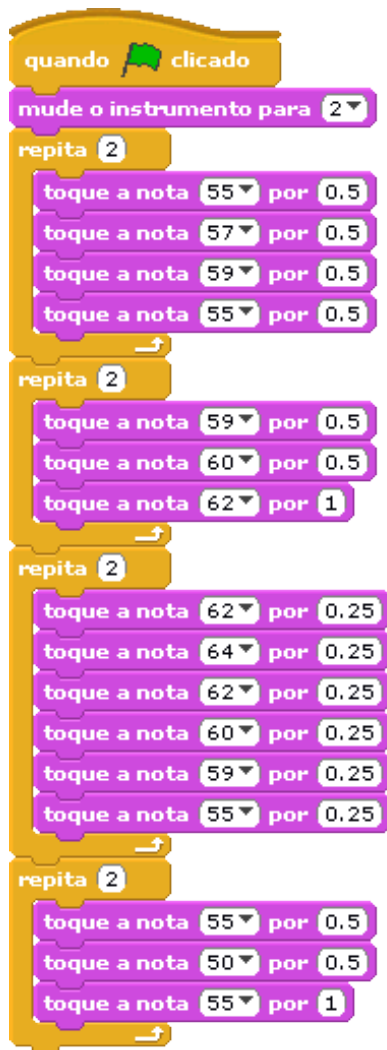 quando clicado
mude o instrumento para 2
repita 2
toque a nota 55 por 0.5
toque a nota 57 por 0.5
toque a nota 59 por 0.5
toque a nota 55 por 0.5
repita 2
toque a nota 59 por 0.5
toque a nota 60 por 0.5
toque a nota 62 por 1
repita 2
toque a nota 62 por 0.25
toque a nota 64 por 0.25
toque a nota 62 por 0.25
toque a nota 60 por 0.25
toque a nota 59 por 0.25
toque a nota 55 por 0.25
repita 2
toque a nota 55 por 0.5
toque a nota 50 por 0.5
toque a nota 55 por 1